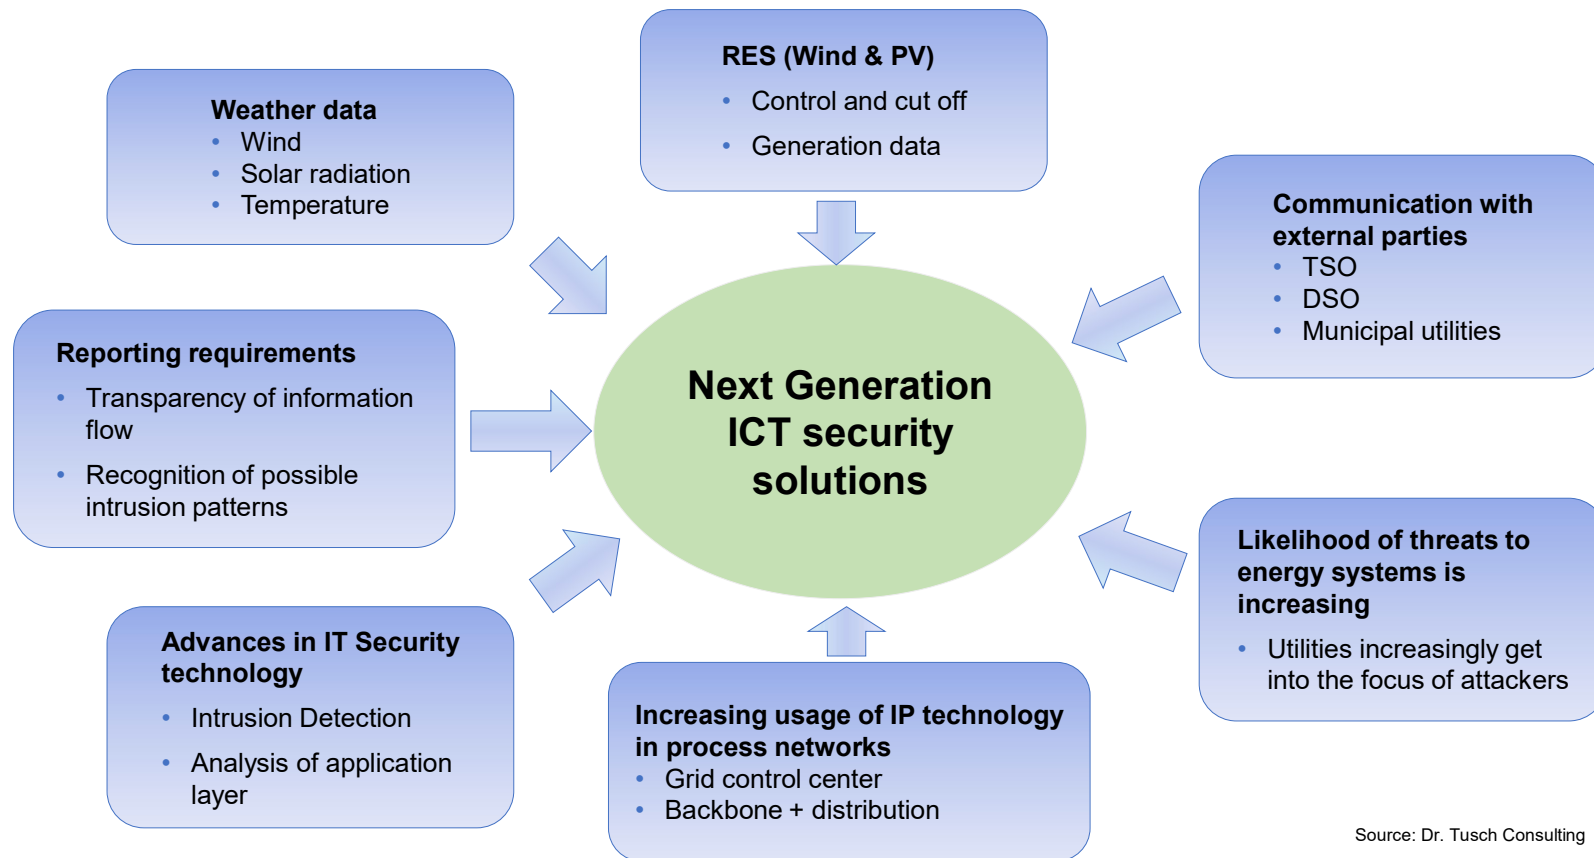 RES (Wind & PV)
• Control and cut off
• Generation data
Weather data
• Wind
• Solar radiation
• Temperature
Communication with
external parties
• TSO
• DSO
• Municipal utilities
Reporting requirements
• Transparency of information
flow
• Recognition of possible
intrusion patterns
Next Generation
ICT security
solutions
Likelihood of threats to
energy systems is
increasing
• Utilities increasingly get
into the focus of attackers
Advances in IT Security
technology
• Intrusion Detection
• Analysis of application
layer
Increasing usage of IP technology
in process networks
• Grid control center
• Backbone + distribution
Source: Dr. Tusch Consulting